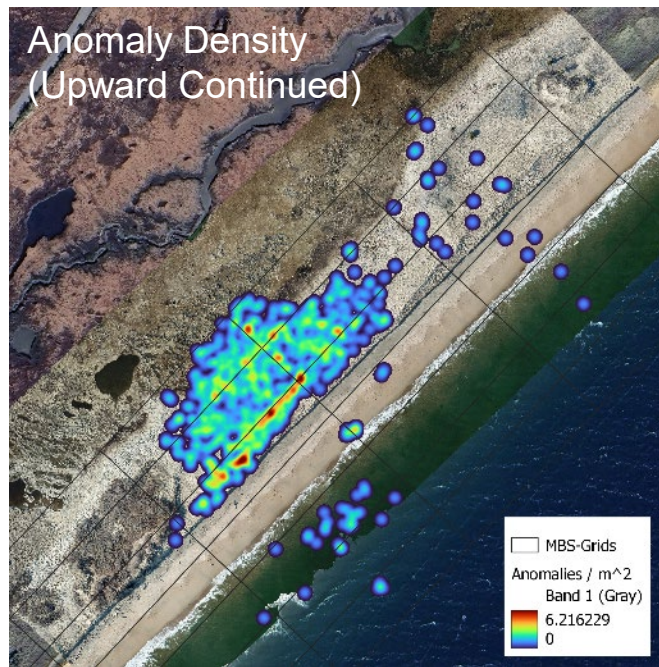 Anomaly Density
(Upward Continued)
MBS-Grids
Anomalies / m^2
Band 1 (Gray)
6.216229
0